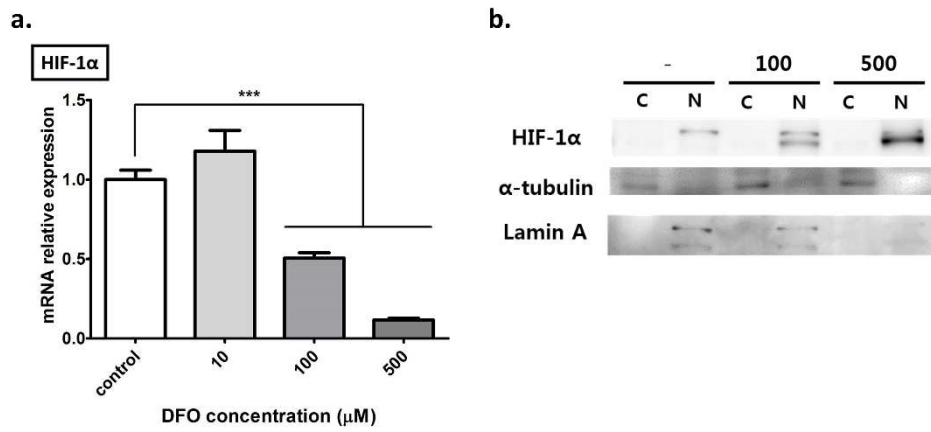 a.
HIF-1α
***
1.5
1.0
0.5
0.0
mRNA relative expression
control
10
100
500
DFO concentration (μM)
b.
- 100 500
C N C N C N
HIF-1α
α-tubulin
Lamin A